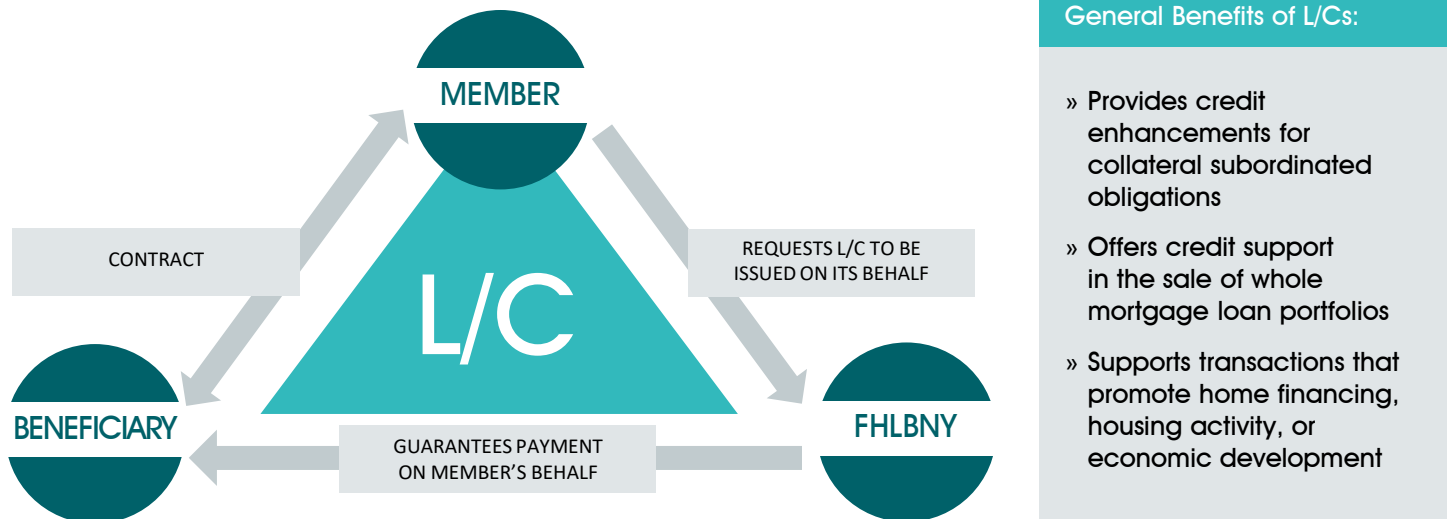 MEMBER
CONTRACT
REQUESTS L/C TO BE
ISSUED ON ITS BEHALF
L/C
BENEFICIARY
FHLBNY
GUARANTEES PAYMENT
ON MEMBER'S BEHALF
General Benefits of L/Cs:
» Provides credit
enhancements for
collateral subordinated
obligations
» Offers credit support
in the sale of whole
mortgage loan portfolios
» Supports transactions that
promote home financing,
housing activity, or
economic development